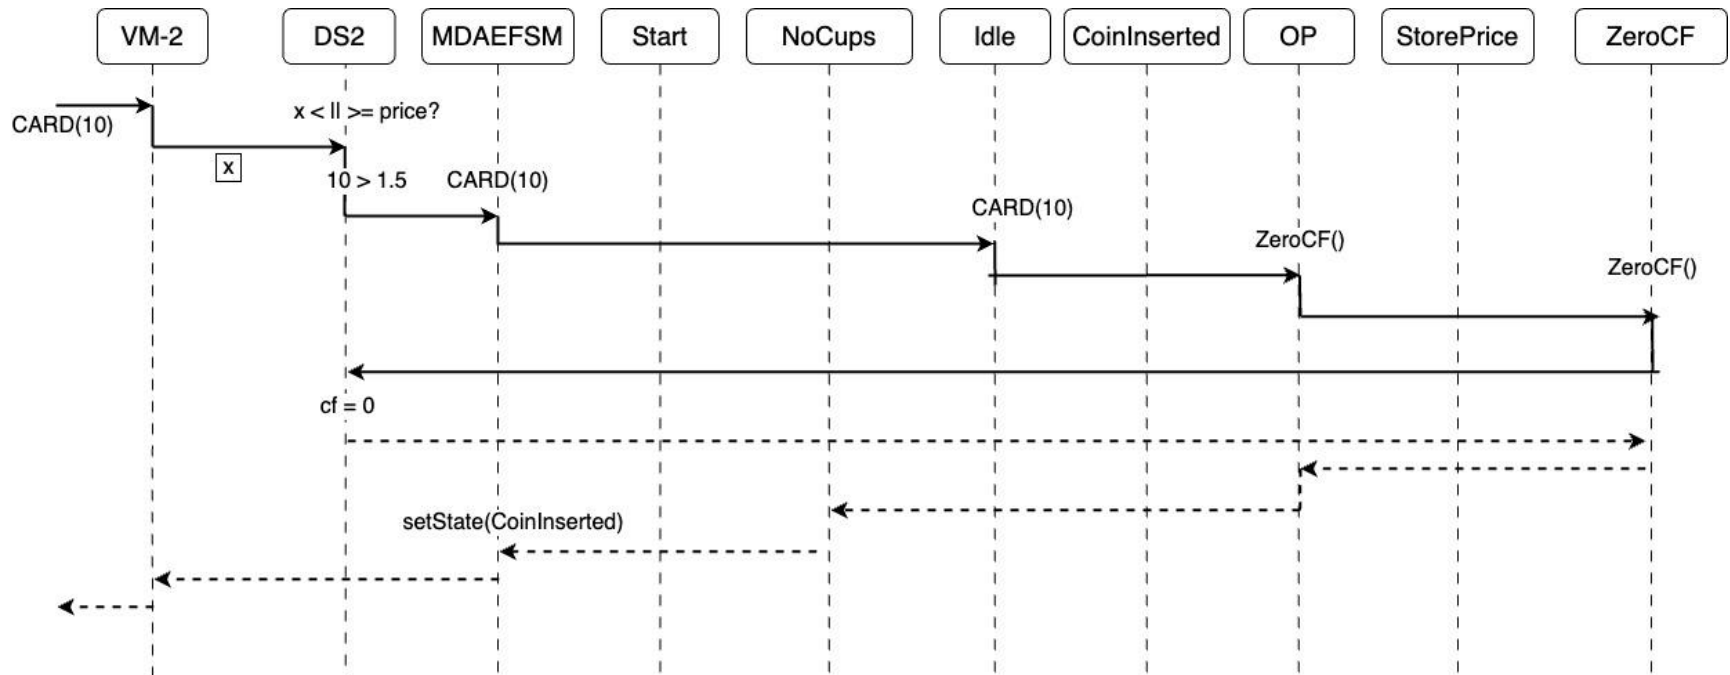 VM-2
DS2
MDAEFSM
Start
NoCups
Idle
CoinInserted
OP
StorePrice
ZeroCF
CARD(10)
x < || >= price?
x
10 > 1.5
CARD(10)
CARD(10)
ZeroCF()
ZeroCF()
cf = 0
setState(CoinInserted)